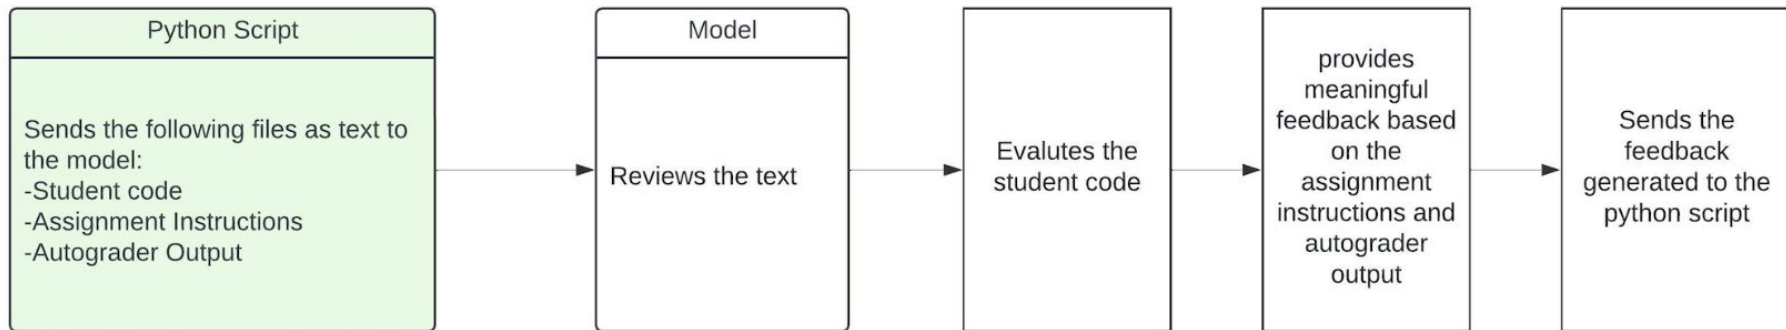 Python Script
Sends the following files as text to
the model:
-Student code
-Assignment Instructions
-Autograder Output
Model
Reviews the text
Evalutes the
student code
provides
meaningful
feedback based
on the
assignment
instructions and
autograder
output
Sends the
feedback
generated to the
python script